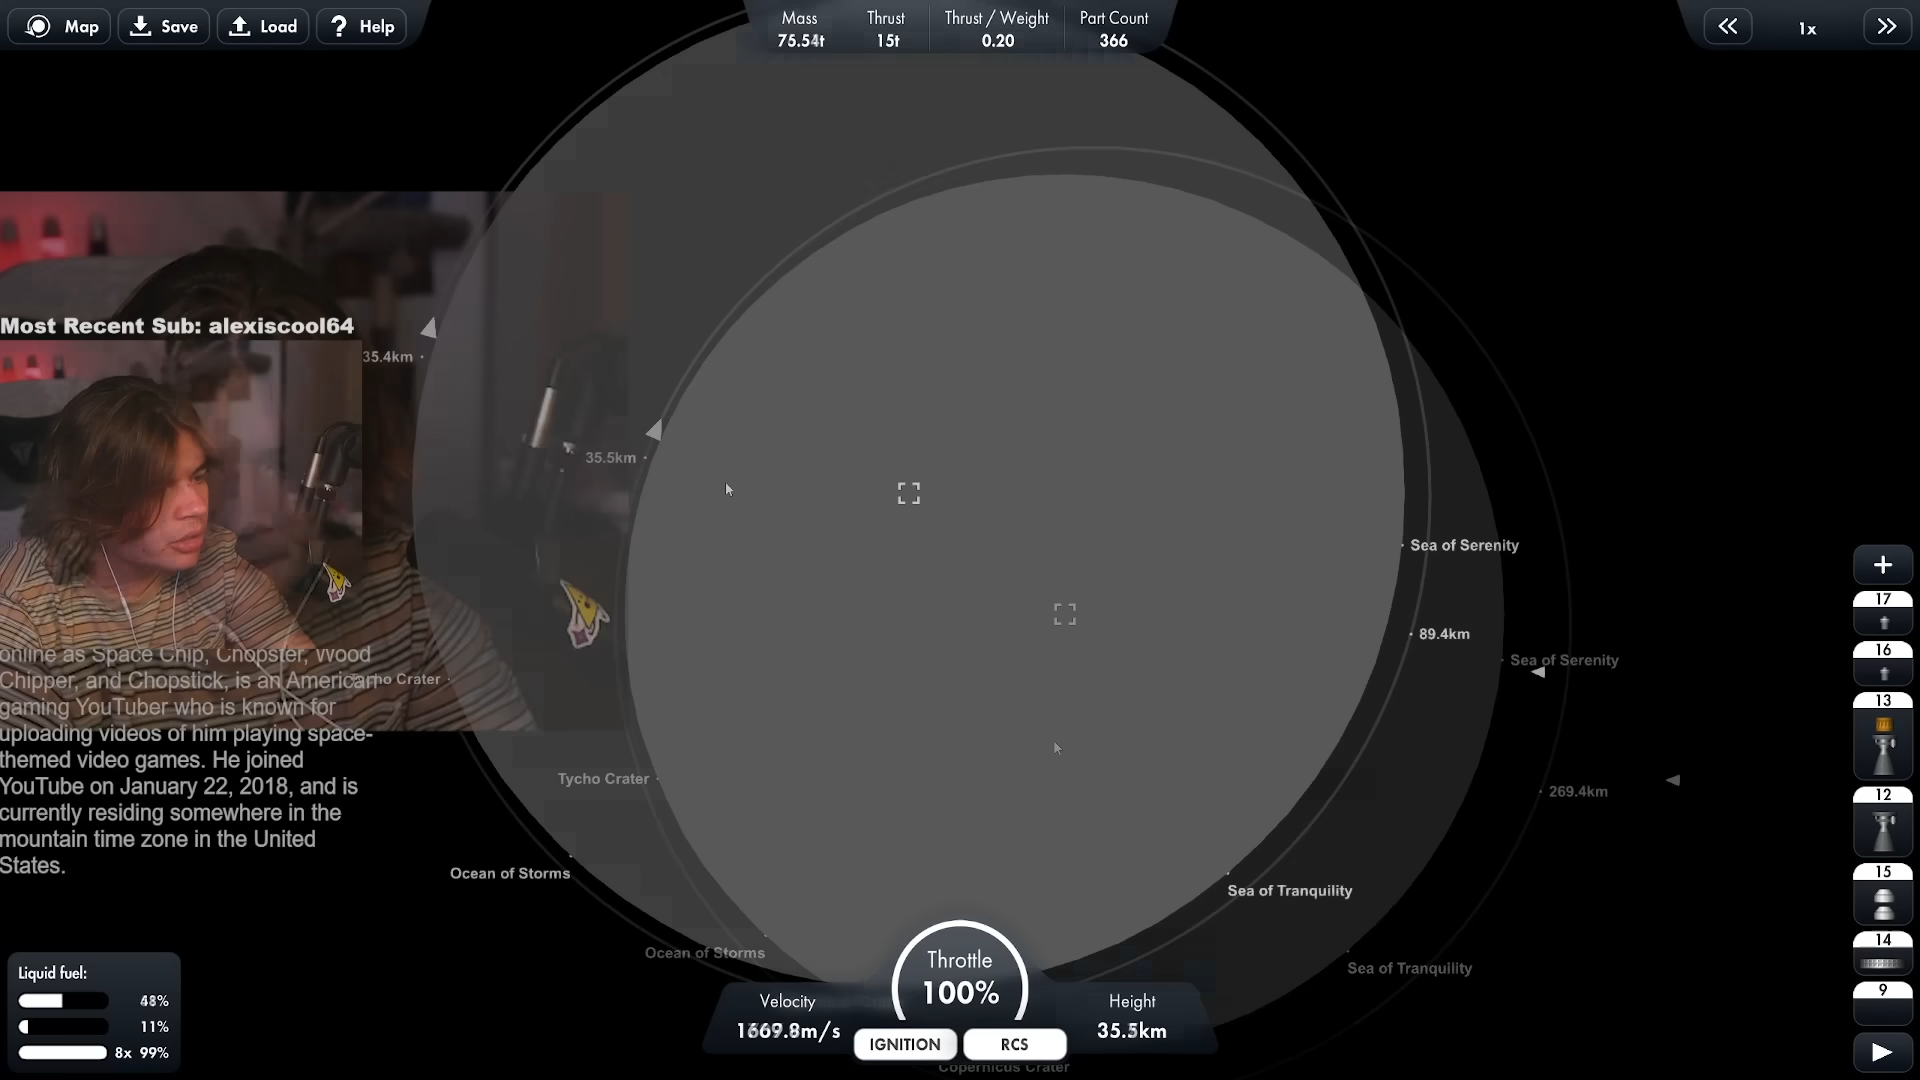 Map
Save
Load
Help
Mass
75.54t
Thrust
15t
Thrust / Weight
0.20
Part Count
366
1x
Most Recent Sub: alexiscool64
35.4km
35.5km
Sea of Serenity
89.4km
Sea of Serenity
269.4km
online as Space Chip, Chopster, Wood
Chipper, and Chopstick, is an American
Tycho Crater
gaming YouTuber who is known for
uploading videos of him playing space-
themed video games. He joined
YouTube on January 22, 2018, and is
currently residing somewhere in the
mountain time zone in the United
States.
Tycho Crater
Ocean of Storms
Sea of Tranquility
Ocean of Storms
Sea of Tranquility
17
16
13
12
15
14
9
Liquid fuel:
48%
11%
8x 99%
Throttle
100%
Velocity
1669.8m/s
Height
35.5km
IGNITION
RCS
Copernicus Crater